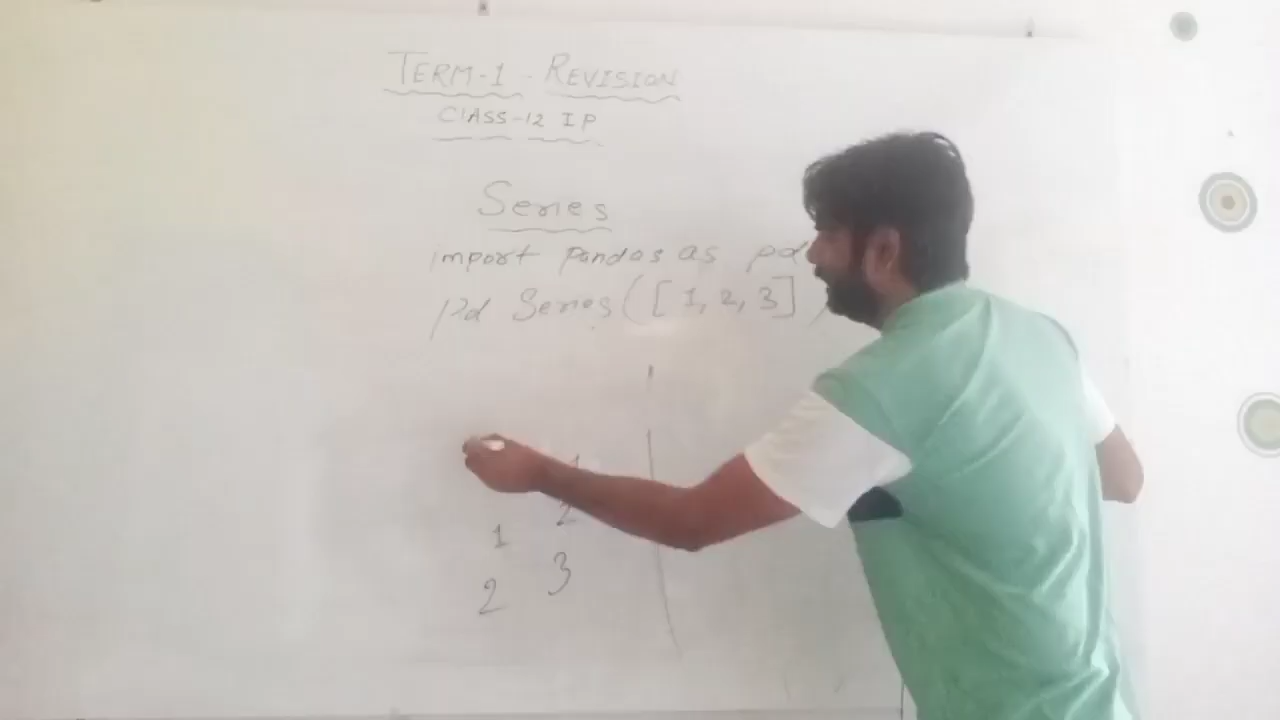 TERM-1 - REVISION
CLASS-12 IP
Series
import pandas as pd
Pd Series ( [ 1, 2, 3 ] )
1
2
1 3
2